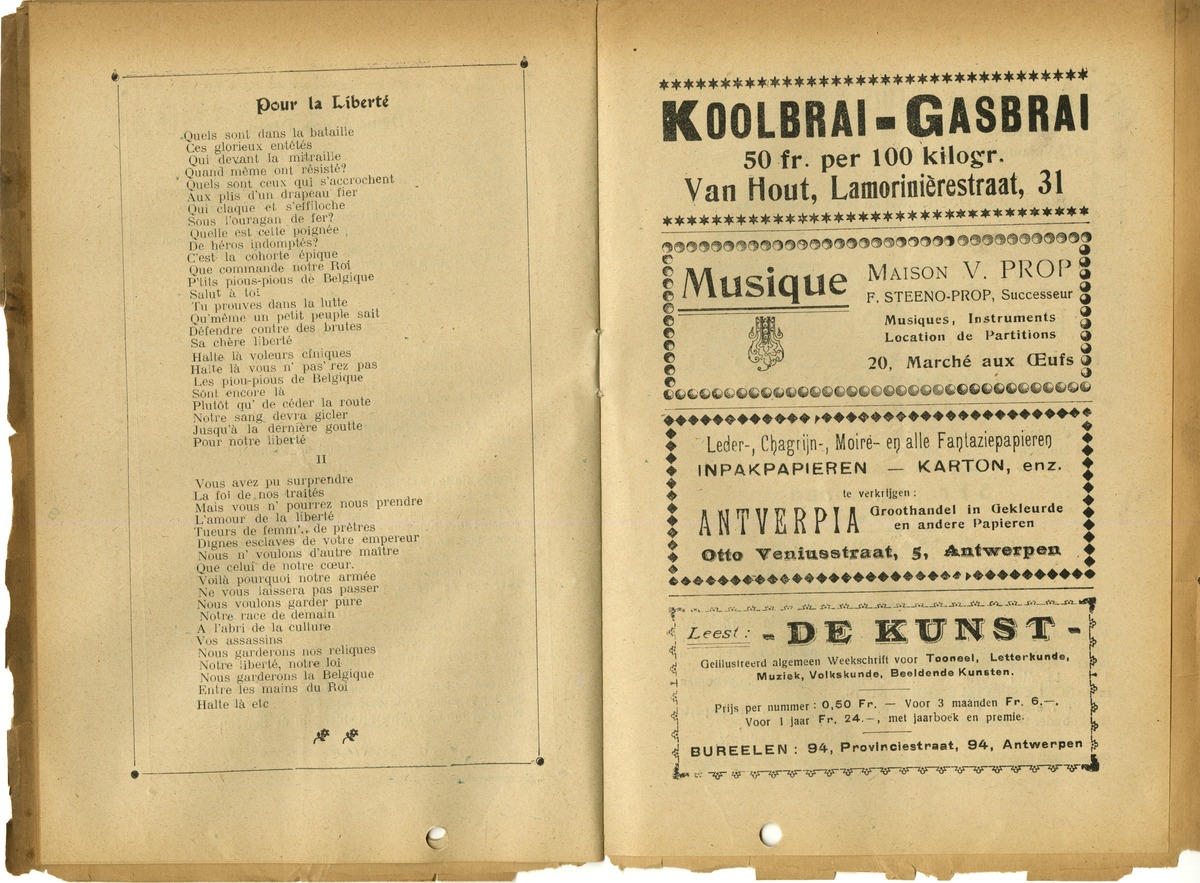 Pour la Liberté
Quels sont dans la bataille
Ces glorieux entêtés
Qui devant la mitraille
Quand même ont résisté?
Quels sont ceux qui s'accrochent
Aux plis d'un drapeau fier
Qui claque et s'effiloche
Sous l'ouragan de fer?
Quelle est cette poignée
De héros indomptés?
C'est la cohorte épique
Que commande notre Roi
P'tits pious-pious de Belgique
Salut à toi
Tu prouves dans la lutte
Qu'même un petit peuple sait
Défendre contre des brutes
Sa chère liberté
Halte là voleurs ciniques
Halte là vous n' pas'rez pas
Les piou-pious de Belgique
Sont encore là
Plutôt qu' de céder la route
Notre sang devra gicler
Jusqu'à la dernière goutte
Pour notre liberté
II
Vous avez pu surprendre
La foi de nos traités
Mais vous n' pourrez nous prendre
L'amour de la liberté
Tueurs de femm'.. de prêtres
Dignes esclaves de votre empereur
Nous n' voulons d'autre maître
Que celui de notre cœur.
Voilà pourquoi notre armée
Ne vous laissera pas passer
Nous voulons garder pure
Notre race de demain
A l'abri de la culture
Vos assassins
Nous garderons nos reliques
Notre liberté, notre loi
Nous garderons la Belgique
Entre les mains du Roi
Halte là etc
KOOLBRAI - GASBRAI
50 fr. per 100 kilogr.
Van Hout, Lamorinièrestraat, 31
Musique
MAISON V. PROP
F. STEENO-PROP, Successeur
Musiques, Instruments
Location de Partitions
20, Marché aux Œufs
Leder-, Chagrijn-, Moiré- en alle Fantaziepapieren
INPAKPAPIEREN — KARTON, enz.
te verkrijgen :
ANTVERPIA
Groothandel in Gekleurde
en andere Papieren
Otto Veniusstraat, 5, Antwerpen
Leest : - DE KUNST -
Geïllustreerd algemeen Weekschrift voor Tooneel, Letterkunde,
Muziek, Volkskunde, Beeldende Kunsten.
Prijs per nummer : 0,50 Fr. — Voor 3 maanden Fr. 6,—.
Voor 1 jaar Fr. 24.—, met jaarboek en premie.
BUREELEN : 94, Provinciestraat, 94, Antwerpen